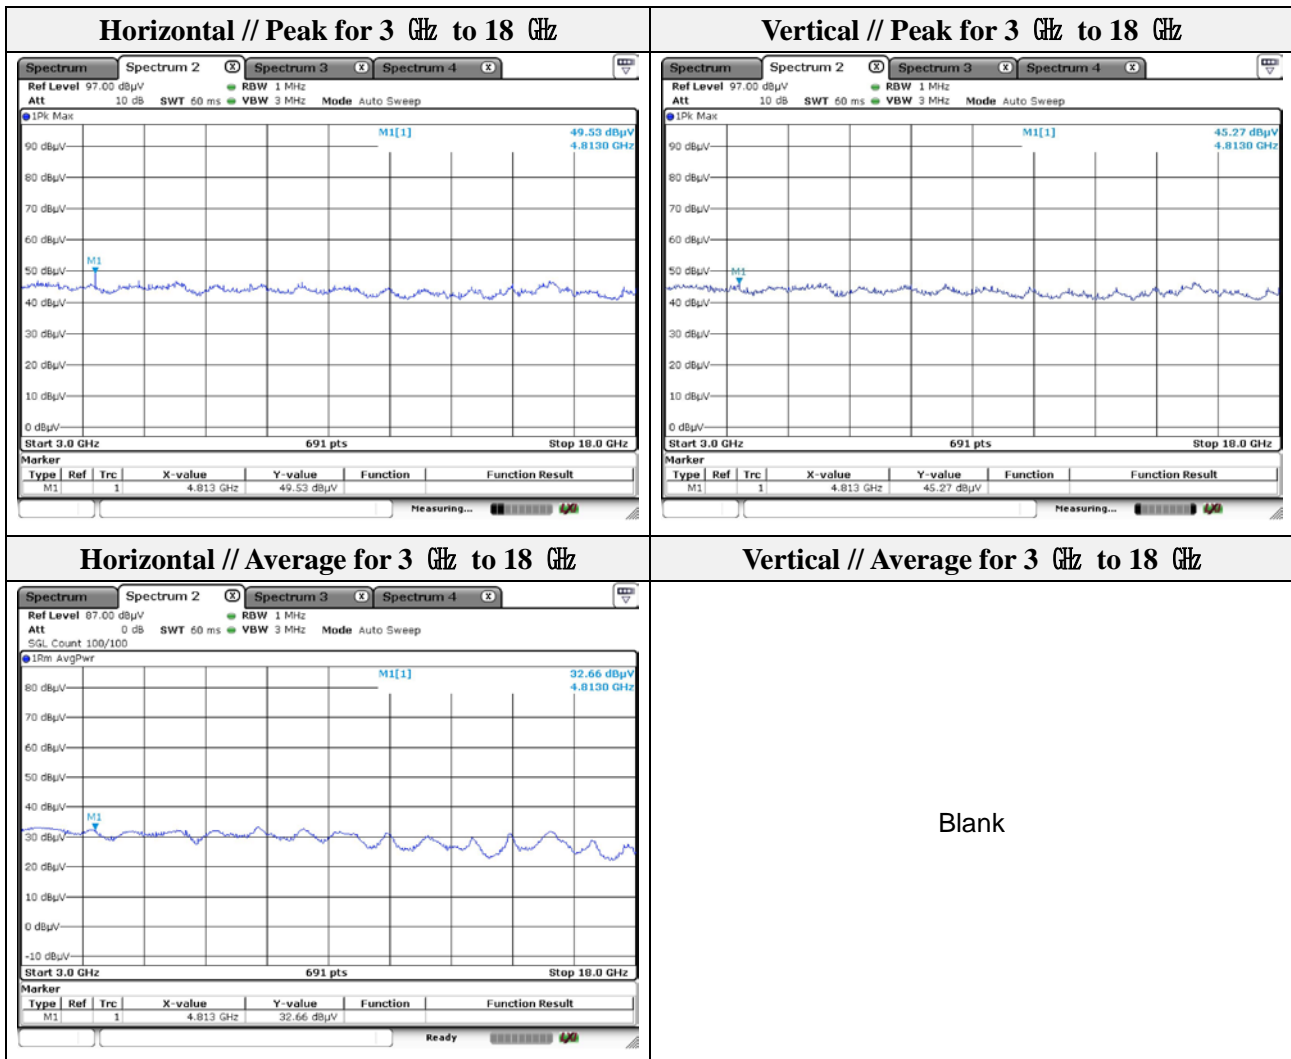 Horizontal // Peak for 3 ㎓ to 18 ㎓
Spectrum Spectrum 2 Spectrum 3 Spectrum 4
Ref Level 97.00 dBµV RBW 1 MHz
Att 10 dB SWT 60 ms VBW 3 MHz Mode Auto Sweep
1Pk Max
M1[1] 49.53 dBµV
4.8130 GHz
90 dBµV
80 dBµV
70 dBµV
60 dBµV
M1
50 dBµV
40 dBµV
30 dBµV
20 dBµV
10 dBµV
0 dBµV
Start 3.0 GHz 691 pts Stop 18.0 GHz
Marker
Type Ref Trc X-value Y-value Function Function Result
M1 1 4.813 GHz 49.53 dBµV
Measuring...
Vertical // Peak for 3 ㎓ to 18 ㎓
Spectrum Spectrum 2 Spectrum 3 Spectrum 4
Ref Level 97.00 dBµV RBW 1 MHz
Att 10 dB SWT 60 ms VBW 3 MHz Mode Auto Sweep
1Pk Max
M1[1] 45.27 dBµV
4.8130 GHz
90 dBµV
80 dBµV
70 dBµV
60 dBµV
50 dBµV
M1
40 dBµV
30 dBµV
20 dBµV
10 dBµV
0 dBµV
Start 3.0 GHz 691 pts Stop 18.0 GHz
Marker
Type Ref Trc X-value Y-value Function Function Result
M1 1 4.813 GHz 45.27 dBµV
Measuring...
Horizontal // Average for 3 ㎓ to 18 ㎓
Spectrum Spectrum 2 Spectrum 3 Spectrum 4
Ref Level 87.00 dBµV RBW 1 MHz
Att 0 dB SWT 60 ms VBW 3 MHz Mode Auto Sweep
SGL Count 100/100
1Rm AvgPwr
M1[1] 32.66 dBµV
4.8130 GHz
80 dBµV
70 dBµV
60 dBµV
50 dBµV
40 dBµV
M1
30 dBµV
20 dBµV
10 dBµV
0 dBµV
-10 dBµV
Start 3.0 GHz 691 pts Stop 18.0 GHz
Marker
Type Ref Trc X-value Y-value Function Function Result
M1 1 4.813 GHz 32.66 dBµV
Ready
Vertical // Average for 3 ㎓ to 18 ㎓
Blank